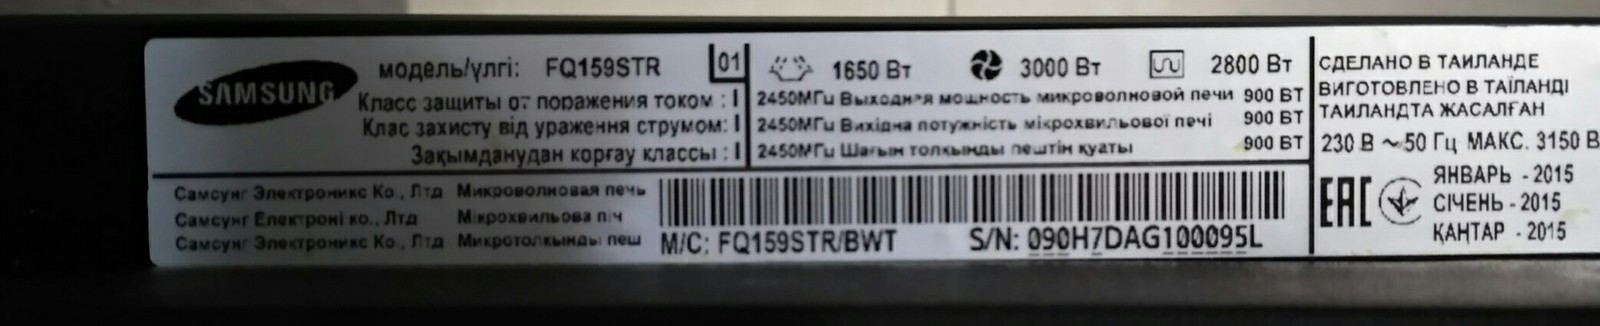 SAMSUNG
модель/үлгі: FQ159STR 01
Класс защиты от поражения током : I
Клас захисту від ураження струмом: I
Зақымданудан қорғау классы : I
1650 Вт 3000 Вт 2800 Вт
2450МГц Выходная мощность микроволновой печи 900 ВТ
2450МГц Вихідна потужність мікрохвильової печі 900 ВТ
2450МГц Шағын толқынды пештін қуаты 900 ВТ
СДЕЛАНО В ТАИЛАНДЕ
ВИГОТОВЛЕНО В ТАЇЛАНДІ
ТАИЛАНДТА ЖАСАЛҒАН
230 В ~50 Гц МАКС. 3150 В
Самсунг Электроникс Ко., Лтд Микроволновая печь
Самсунг Електроні ко., Лтд Мікрохвильова піч
Самсунг Электроникс Ко., Лтд Микротолқынды пеш
M/C: FQ159STR/BWT S/N: 090H7DAG100095L
EAC
ЯНВАРЬ - 2015
СІЧЕНЬ - 2015
ҚАҢТАР - 2015